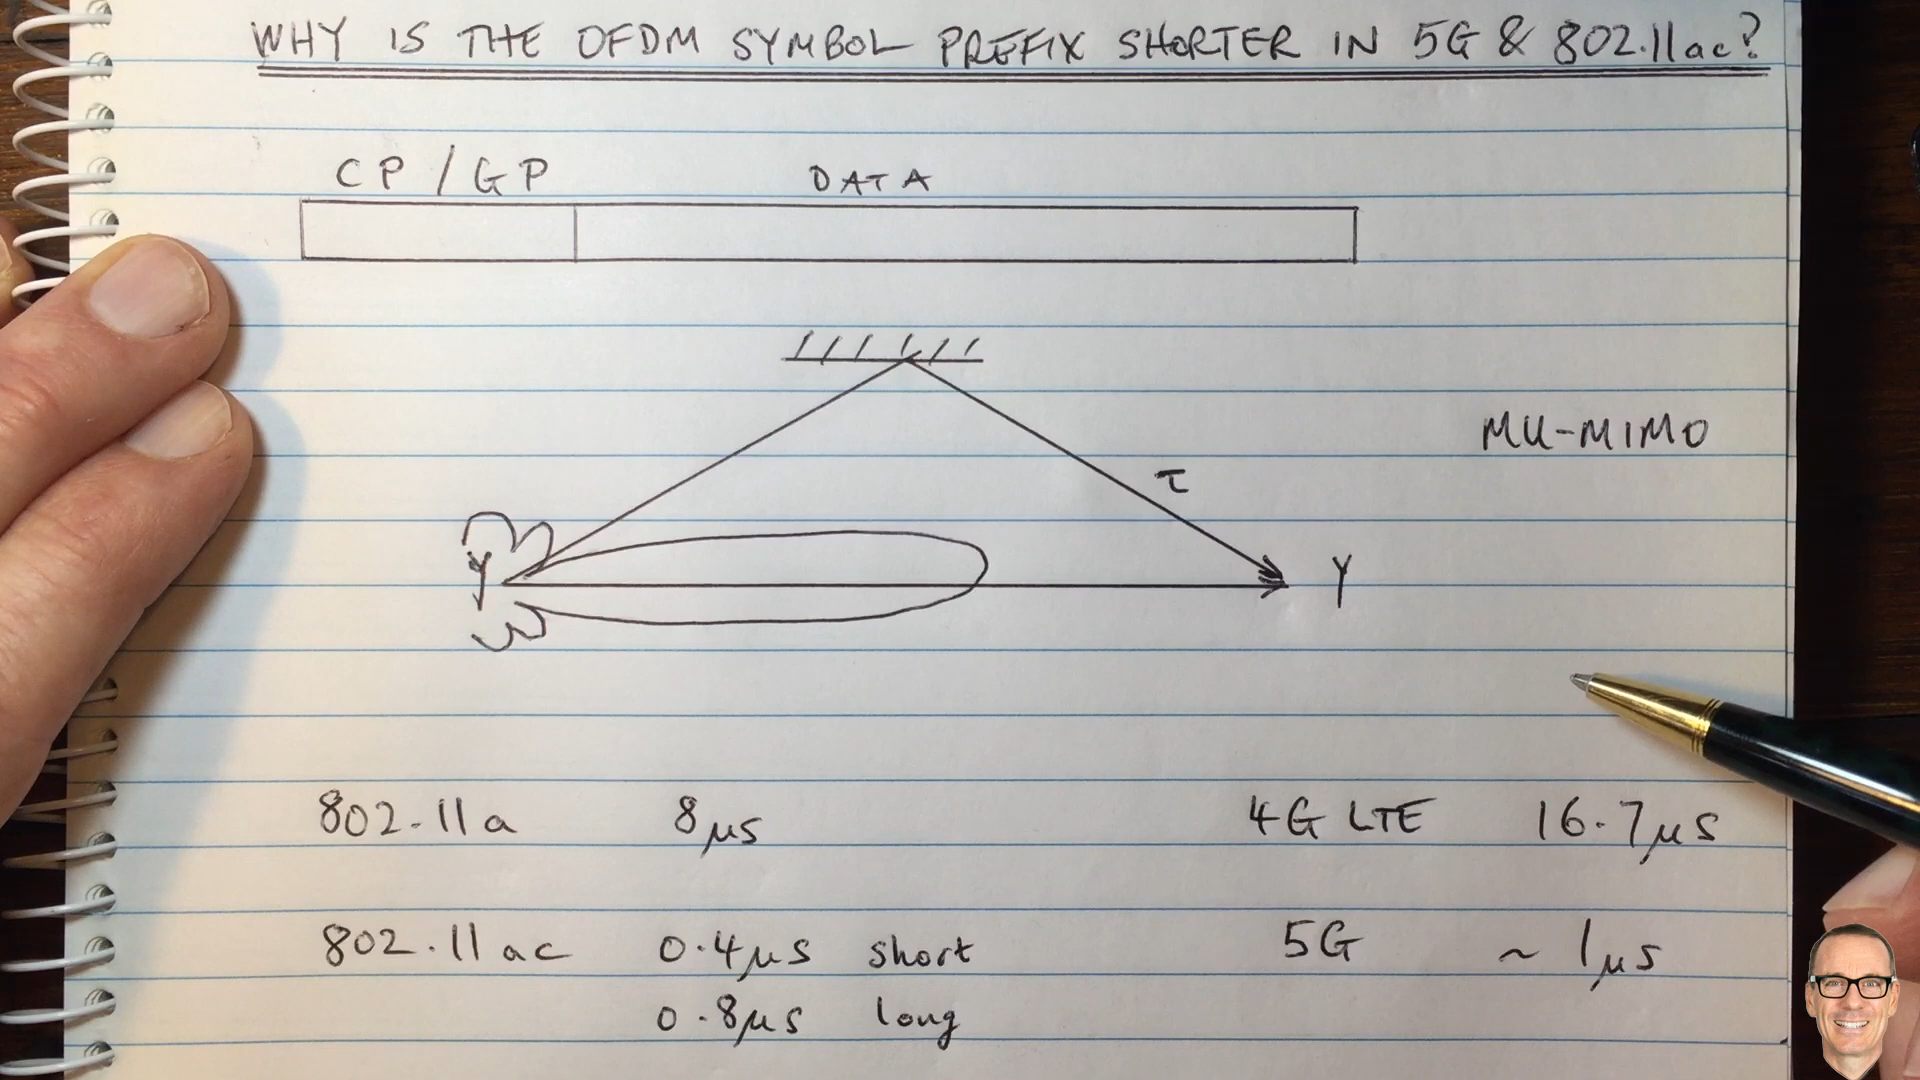 WHY IS THE OFDM SYMBOL PREFIX SHORTER IN 5G & 802.11ac?
CP/GP DATA
MU-MIMO
τ
Y Y
802.11a 8μs 4G LTE 16.7μs
802.11ac 0.4μs short 5G ~ 1μs
0.8μs long